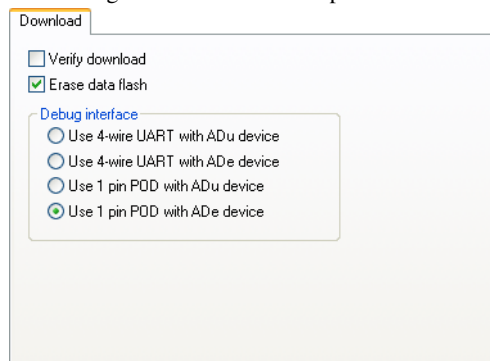 Download
Verify download
Erase data flash
Debug interface
Use 4-wire UART with ADu device
Use 4-wire UART with ADe device
Use 1 pin POD with ADu device
Use 1 pin POD with ADe device